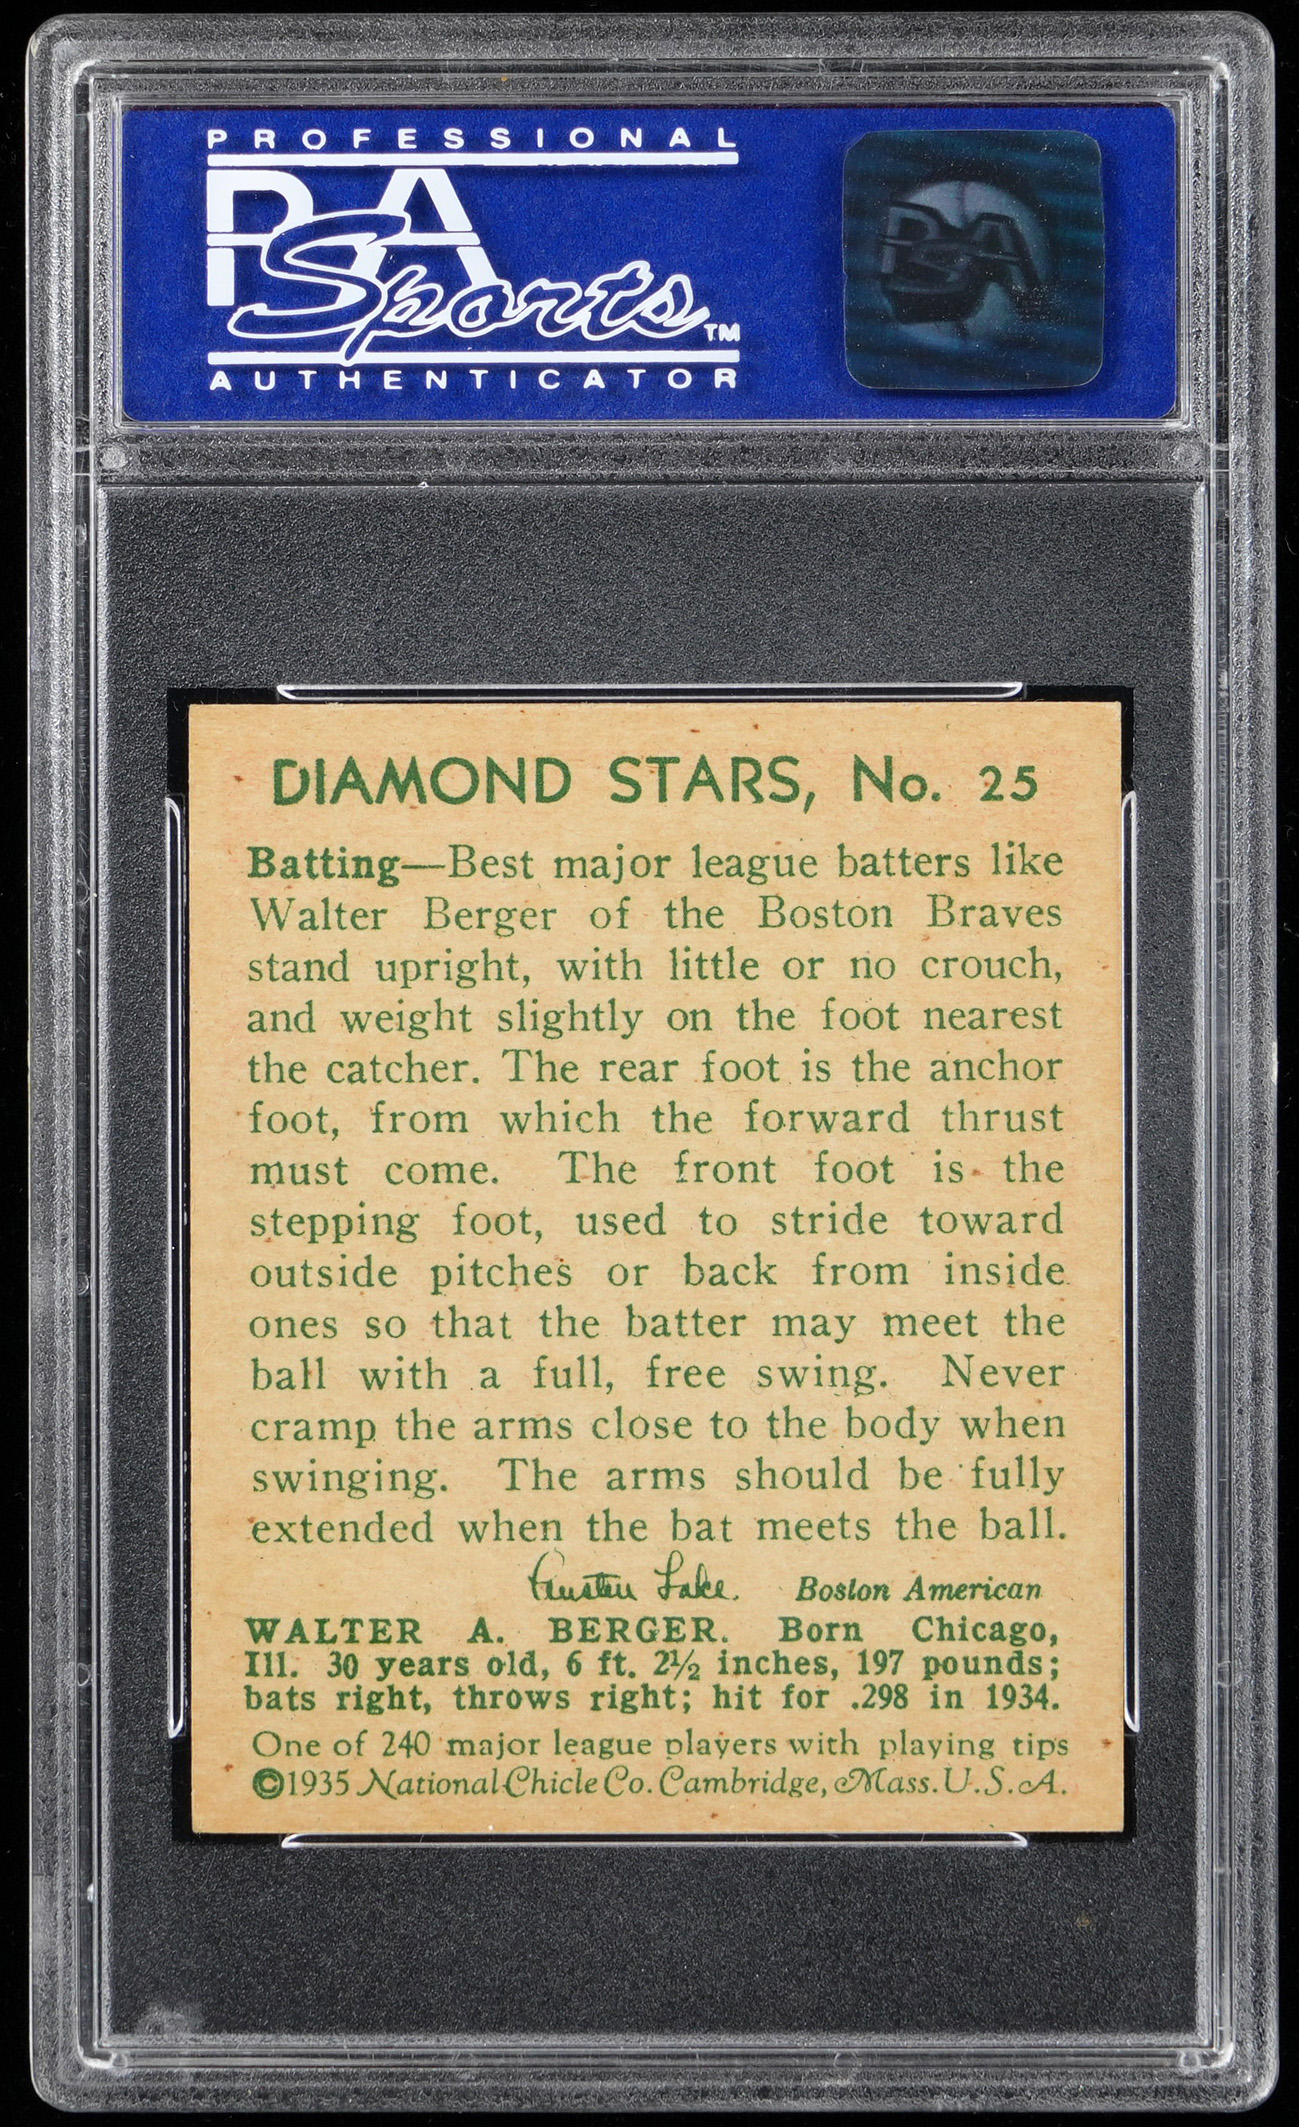 PROFESSIONAL
PSA
Sports™
AUTHENTICATOR
PSA
DIAMOND STARS, No. 25
Batting—Best major league batters like
Walter Berger of the Boston Braves
stand upright, with little or no crouch,
and weight slightly on the foot nearest
the catcher. The rear foot is the anchor
foot, from which the forward thrust
must come. The front foot is the
stepping foot, used to stride toward
outside pitches or back from inside
ones so that the batter may meet the
ball with a full, free swing. Never
cramp the arms close to the body when
swinging. The arms should be fully
extended when the bat meets the ball.
Austen Lake. Boston American
WALTER A. BERGER. Born Chicago,
Ill. 30 years old, 6 ft. 2½ inches, 197 pounds;
bats right, throws right; hit for .298 in 1934.
One of 240 major league players with playing tips
©1935 National Chicle Co. Cambridge, Mass. U.S.A.